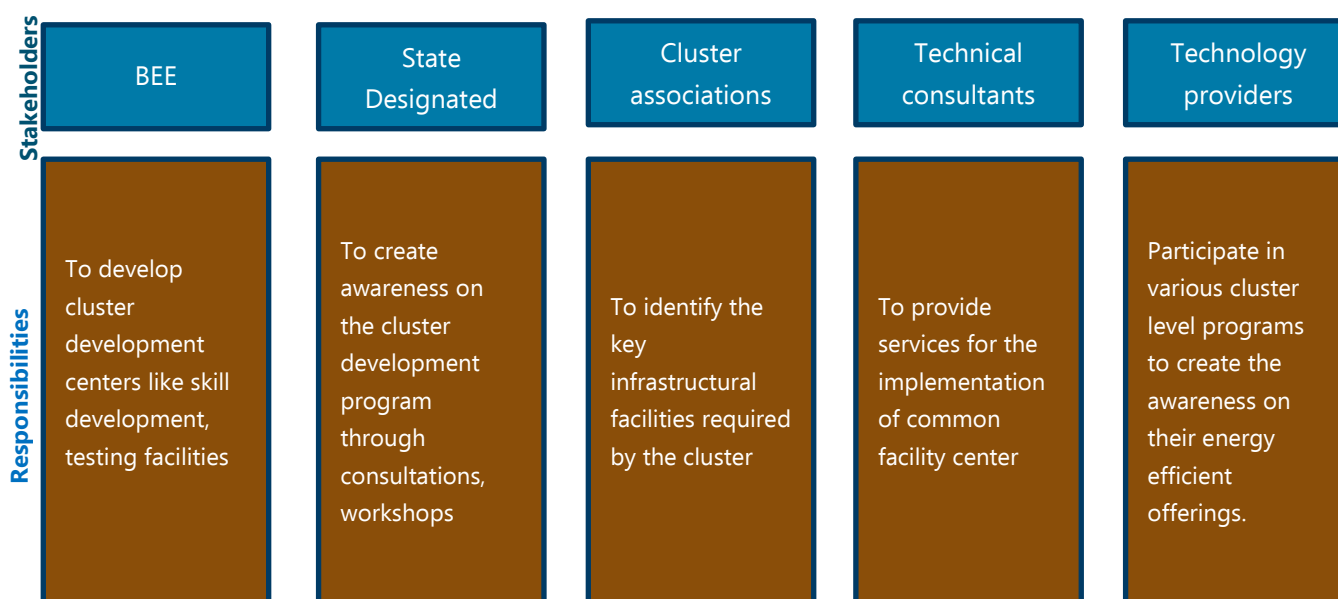 Stakeholders
BEE
State
Designated
Cluster
associations
Technical
consultants
Technology
providers
Responsibilities
To develop
cluster
development
centers like skill
development,
testing facilities
To create
awareness on
the cluster
development
program
through
consultations,
workshops
To identify the
key
infrastructural
facilities required
by the cluster
To provide
services for the
implementation
of common
facility center
Participate in
various cluster
level programs
to create the
awareness on
their energy
efficient
offerings.